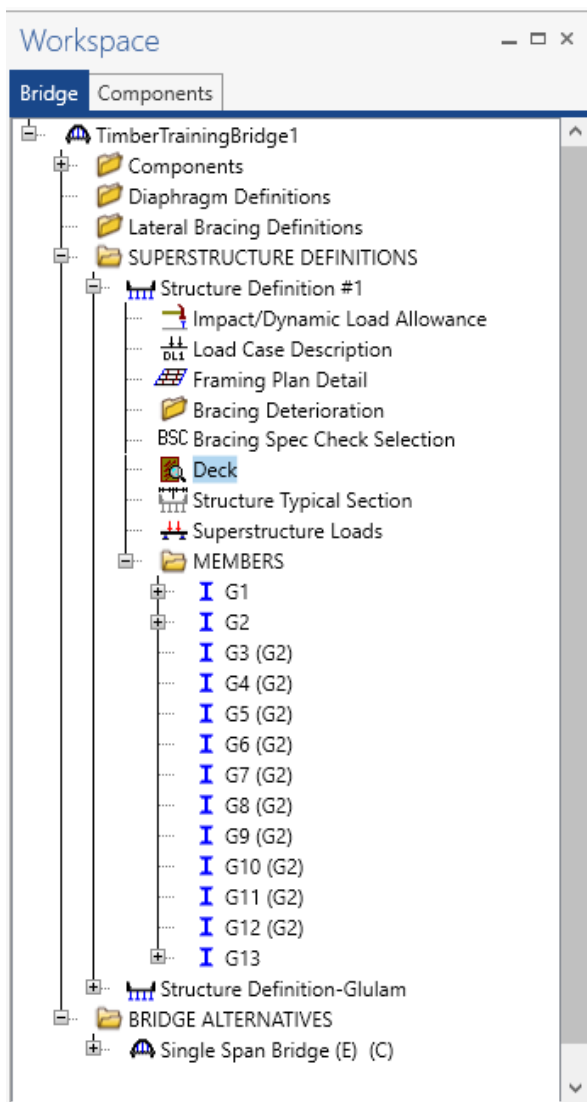 Workspace
Bridge Components
TimberTrainingBridge1
Components
Diaphragm Definitions
Lateral Bracing Definitions
SUPERSTRUCTURE DEFINITIONS
Structure Definition #1
Impact/Dynamic Load Allowance
DL1 Load Case Description
Framing Plan Detail
Bracing Deterioration
BSC Bracing Spec Check Selection
Deck
Structure Typical Section
Superstructure Loads
MEMBERS
G1
G2
G3 (G2)
G4 (G2)
G5 (G2)
G6 (G2)
G7 (G2)
G8 (G2)
G9 (G2)
G10 (G2)
G11 (G2)
G12 (G2)
G13
Structure Definition-Glulam
BRIDGE ALTERNATIVES
Single Span Bridge (E) (C)